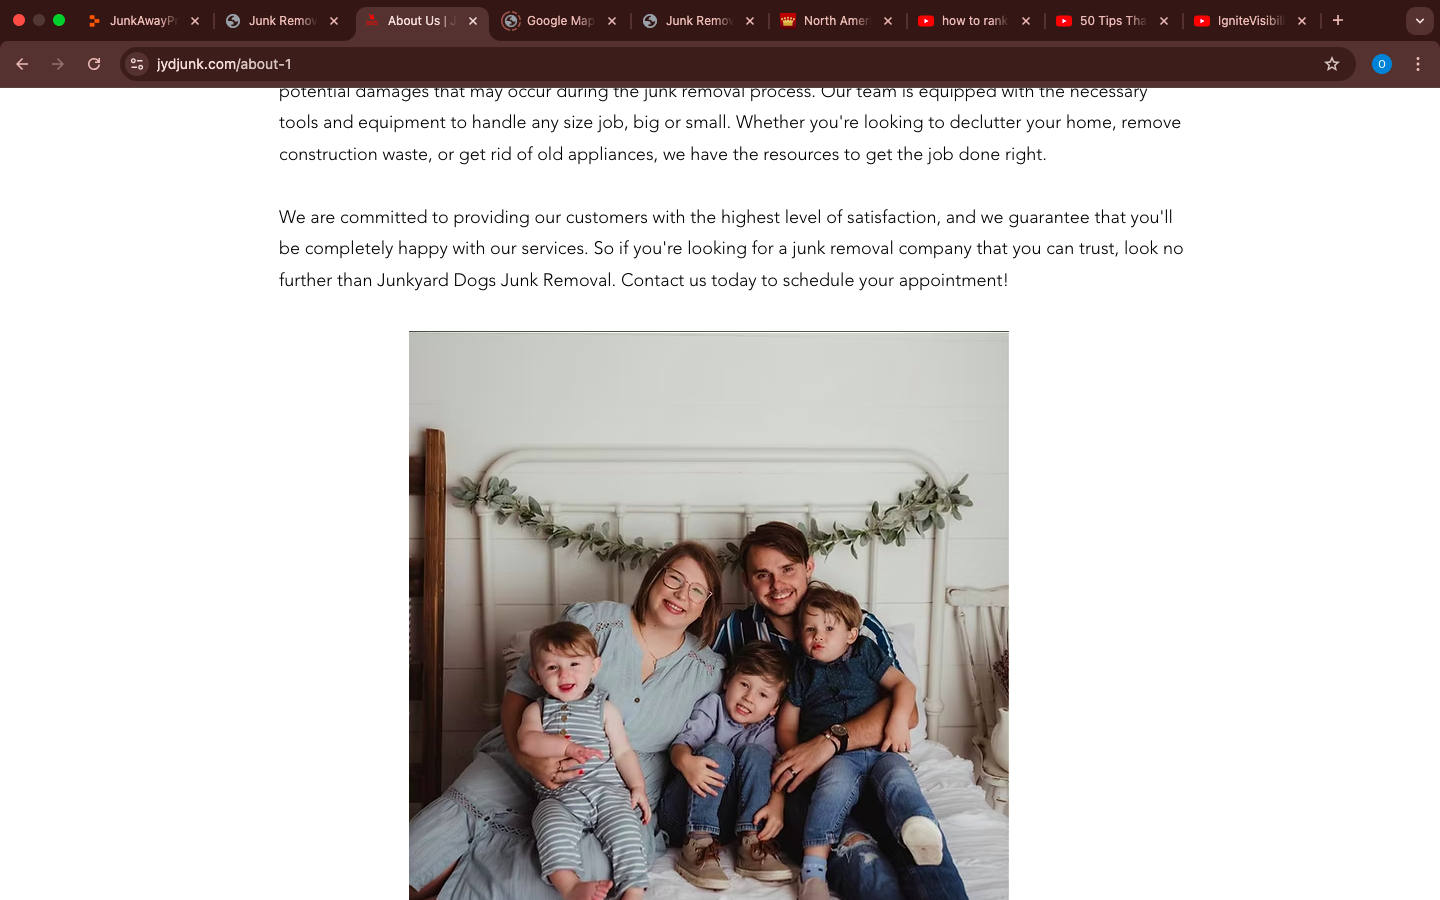 JunkAwayPr
Junk Remov
About Us | J
Google Map
Junk Remov
North Amer
how to rank
50 Tips Tha
IgniteVisibili
jydjunk.com/about-1
O
potential damages that may occur during the junk removal process. Our team is equipped with the necessary
tools and equipment to handle any size job, big or small. Whether you're looking to declutter your home, remove
construction waste, or get rid of old appliances, we have the resources to get the job done right.
We are committed to providing our customers with the highest level of satisfaction, and we guarantee that you'll
be completely happy with our services. So if you're looking for a junk removal company that you can trust, look no
further than Junkyard Dogs Junk Removal. Contact us today to schedule your appointment!